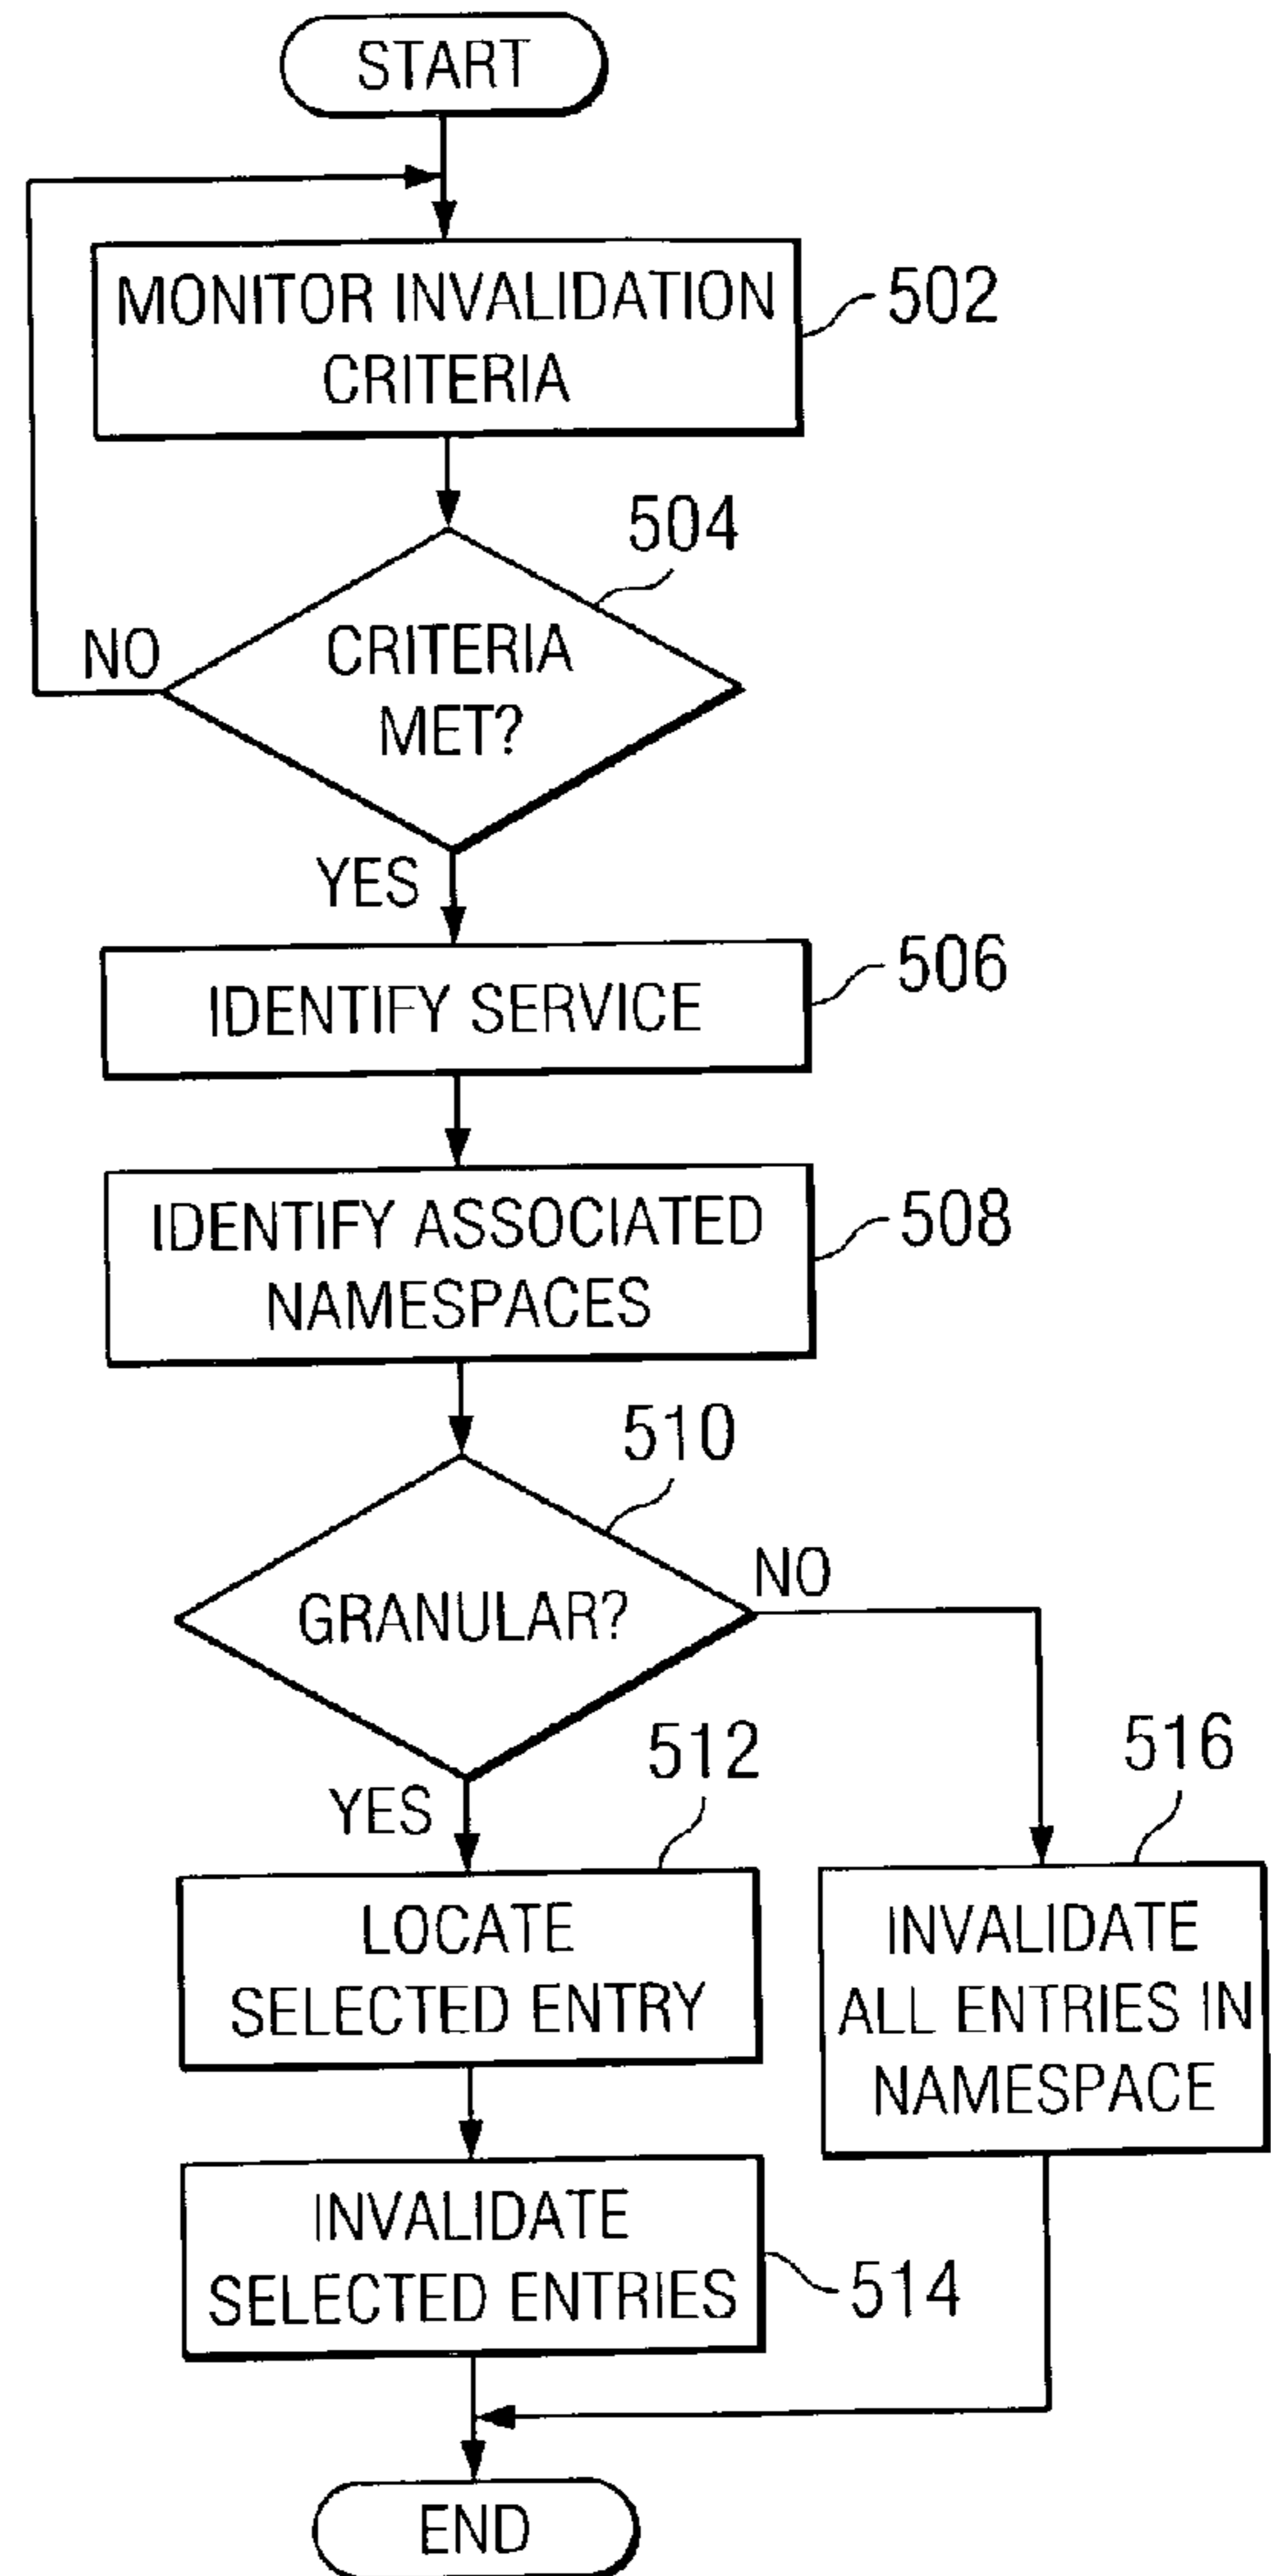 START
MONITOR INVALIDATION
CRITERIA
502
504
CRITERIA
MET?
NO
YES
IDENTIFY SERVICE
506
IDENTIFY ASSOCIATED
NAMESPACES
508
510
GRANULAR?
NO
YES
512
LOCATE
SELECTED ENTRY
516
INVALIDATE
ALL ENTRIES IN
NAMESPACE
INVALIDATE
SELECTED ENTRIES
514
END